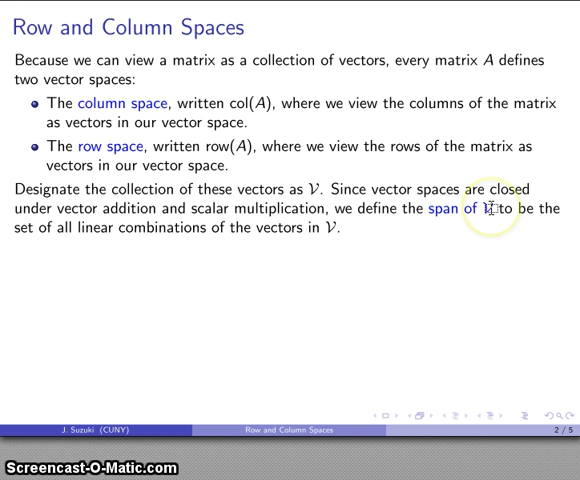 Row and Column Spaces
Because we can view a matrix as a collection of vectors, every matrix A defines
two vector spaces:
The column space, written col(A), where we view the columns of the matrix
as vectors in our vector space.
The row space, written row(A), where we view the rows of the matrix as
vectors in our vector space.
Designate the collection of these vectors as 𝒱. Since vector spaces are closed
under vector addition and scalar multiplication, we define the span of 𝒱 to be the
set of all linear combinations of the vectors in 𝒱.
J. Suzuki (CUNY)
Row and Column Spaces
2 / 5
Screencast-O-Matic.com